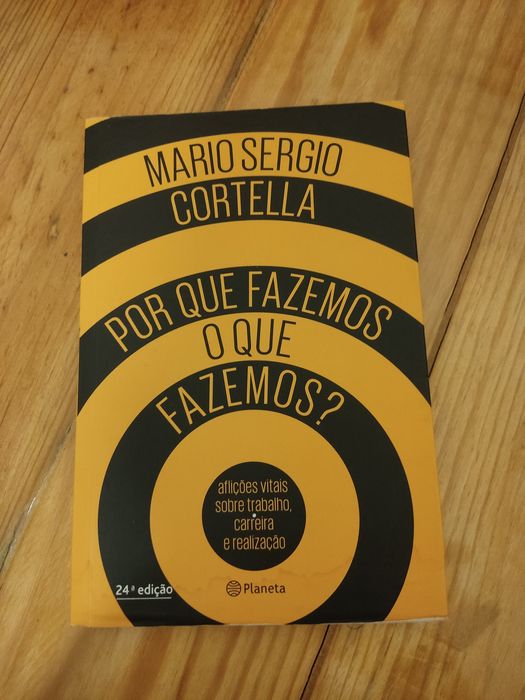 MARIO SERGIO
CORTELLA
POR QUE FAZEMOS
O QUE
FAZEMOS?
aflições vitais
sobre trabalho,
carreira
e realização
24ª edição
Planeta